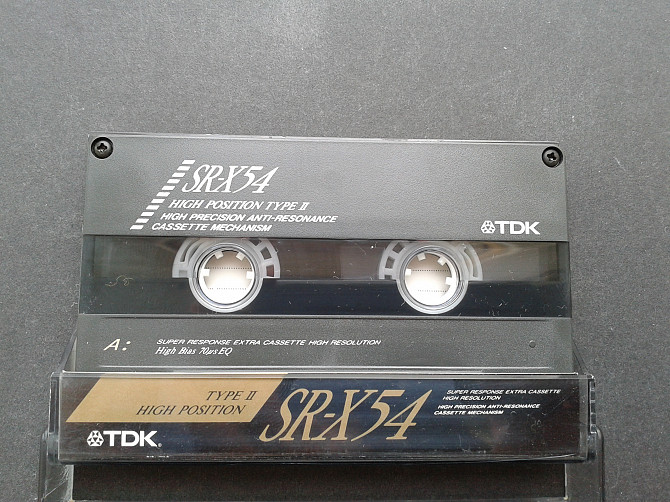 SR-X54
HIGH POSITION TYPE II
HIGH PRECISION ANTI-RESONANCE
CASSETTE MECHANISM
TDK
A:
SUPER RESPONSE EXTRA CASSETTE HIGH RESOLUTION
High Bias 70µs EQ
TYPE II
HIGH POSITION
TDK.
SR-X54
SUPER RESPONSE EXTRA CASSETTE
HIGH RESOLUTION
HIGH PRECISION ANTI-RESONANCE
CASSETTE MECHANISM